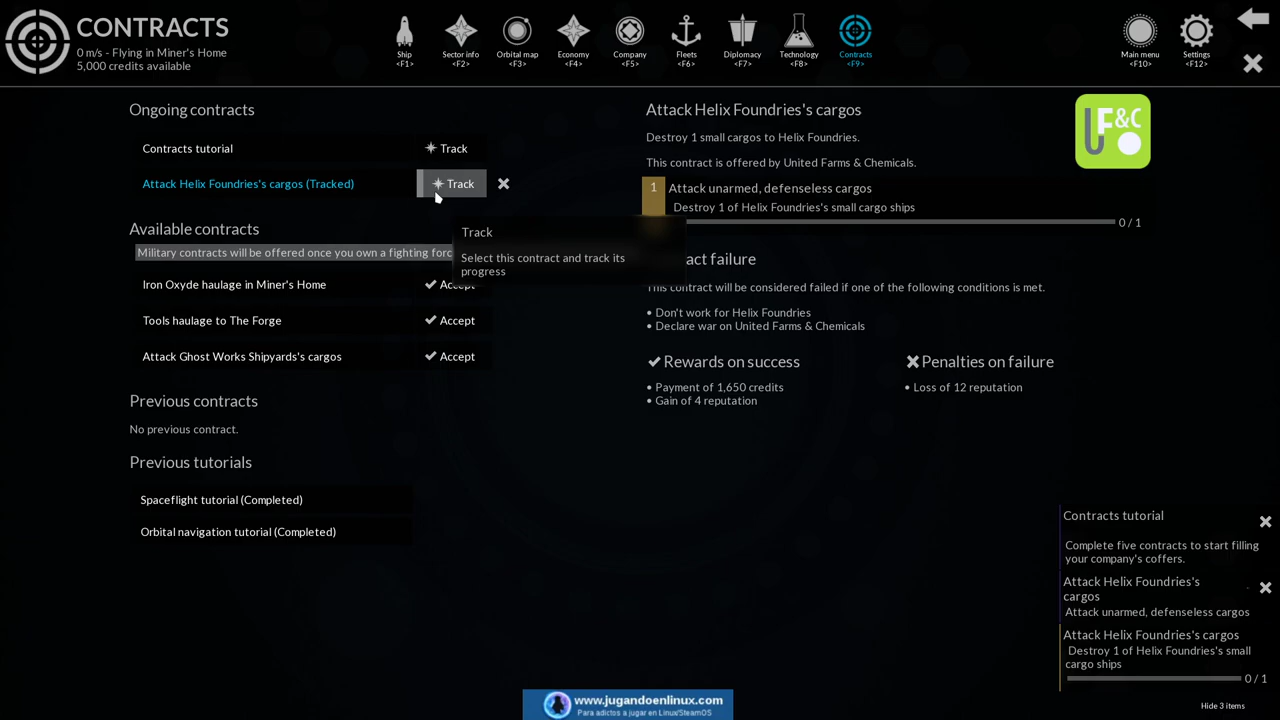 CONTRACTS
0 m/s - Flying in Miner's Home
5,000 credits available
Ship
<F1>
Sector info
<F2>
Orbital map
<F3>
Economy
<F4>
Company
<F5>
Fleets
<F6>
Diplomacy
<F7>
Technology
<F8>
Contracts
<F9>
Main menu
<F10>
Settings
<F12>
Ongoing contracts
Contracts tutorial
Track
Attack Helix Foundries's cargos (Tracked)
Track
Available contracts
Military contracts will be offered once you own a fighting forc
Iron Oxyde haulage in Miner's Home
Accept
Tools haulage to The Forge
Accept
Attack Ghost Works Shipyards's cargos
Accept
Track
Select this contract and track its
progress
Previous contracts
No previous contract.
Previous tutorials
Spaceflight tutorial (Completed)
Orbital navigation tutorial (Completed)
Attack Helix Foundries's cargos
Destroy 1 small cargos to Helix Foundries.
This contract is offered by United Farms & Chemicals.
UF&C
1
Attack unarmed, defenseless cargos
Destroy 1 of Helix Foundries's small cargo ships
0 / 1
act failure
This contract will be considered failed if one of the following conditions is met.
• Don't work for Helix Foundries
• Declare war on United Farms & Chemicals
Rewards on success
• Payment of 1,650 credits
• Gain of 4 reputation
Penalties on failure
• Loss of 12 reputation
Contracts tutorial
Complete five contracts to start filling
your company's coffers.
Attack Helix Foundries's
cargos
Attack unarmed, defenseless cargos
Attack Helix Foundries's cargos
Destroy 1 of Helix Foundries's small
cargo ships
0 / 1
Hide 3 items
www.jugandoenlinux.com
Para adictos a jugar en Linux/SteamOS